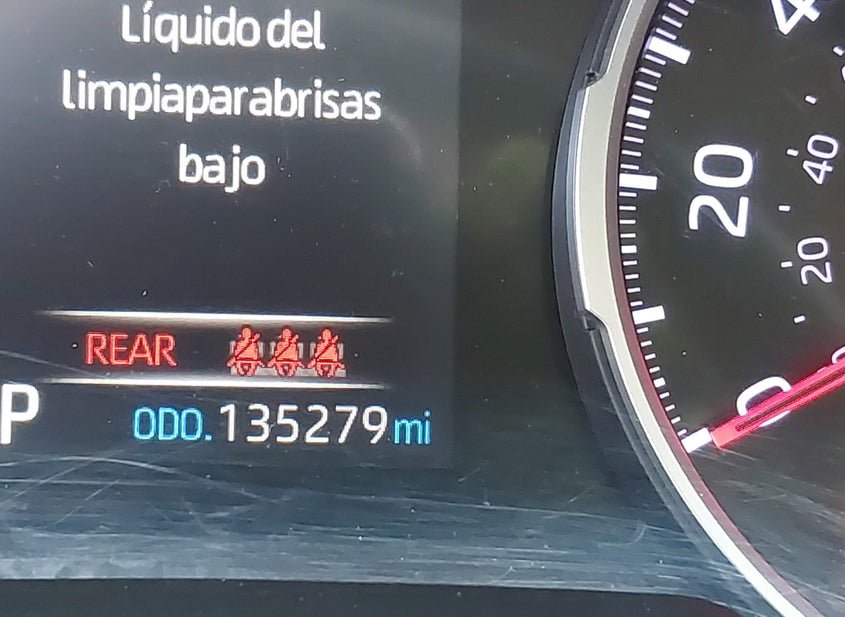 Líquido del
limpiaparabrisas
bajo
REAR
P
ODO.135279mi
20
40
20
0